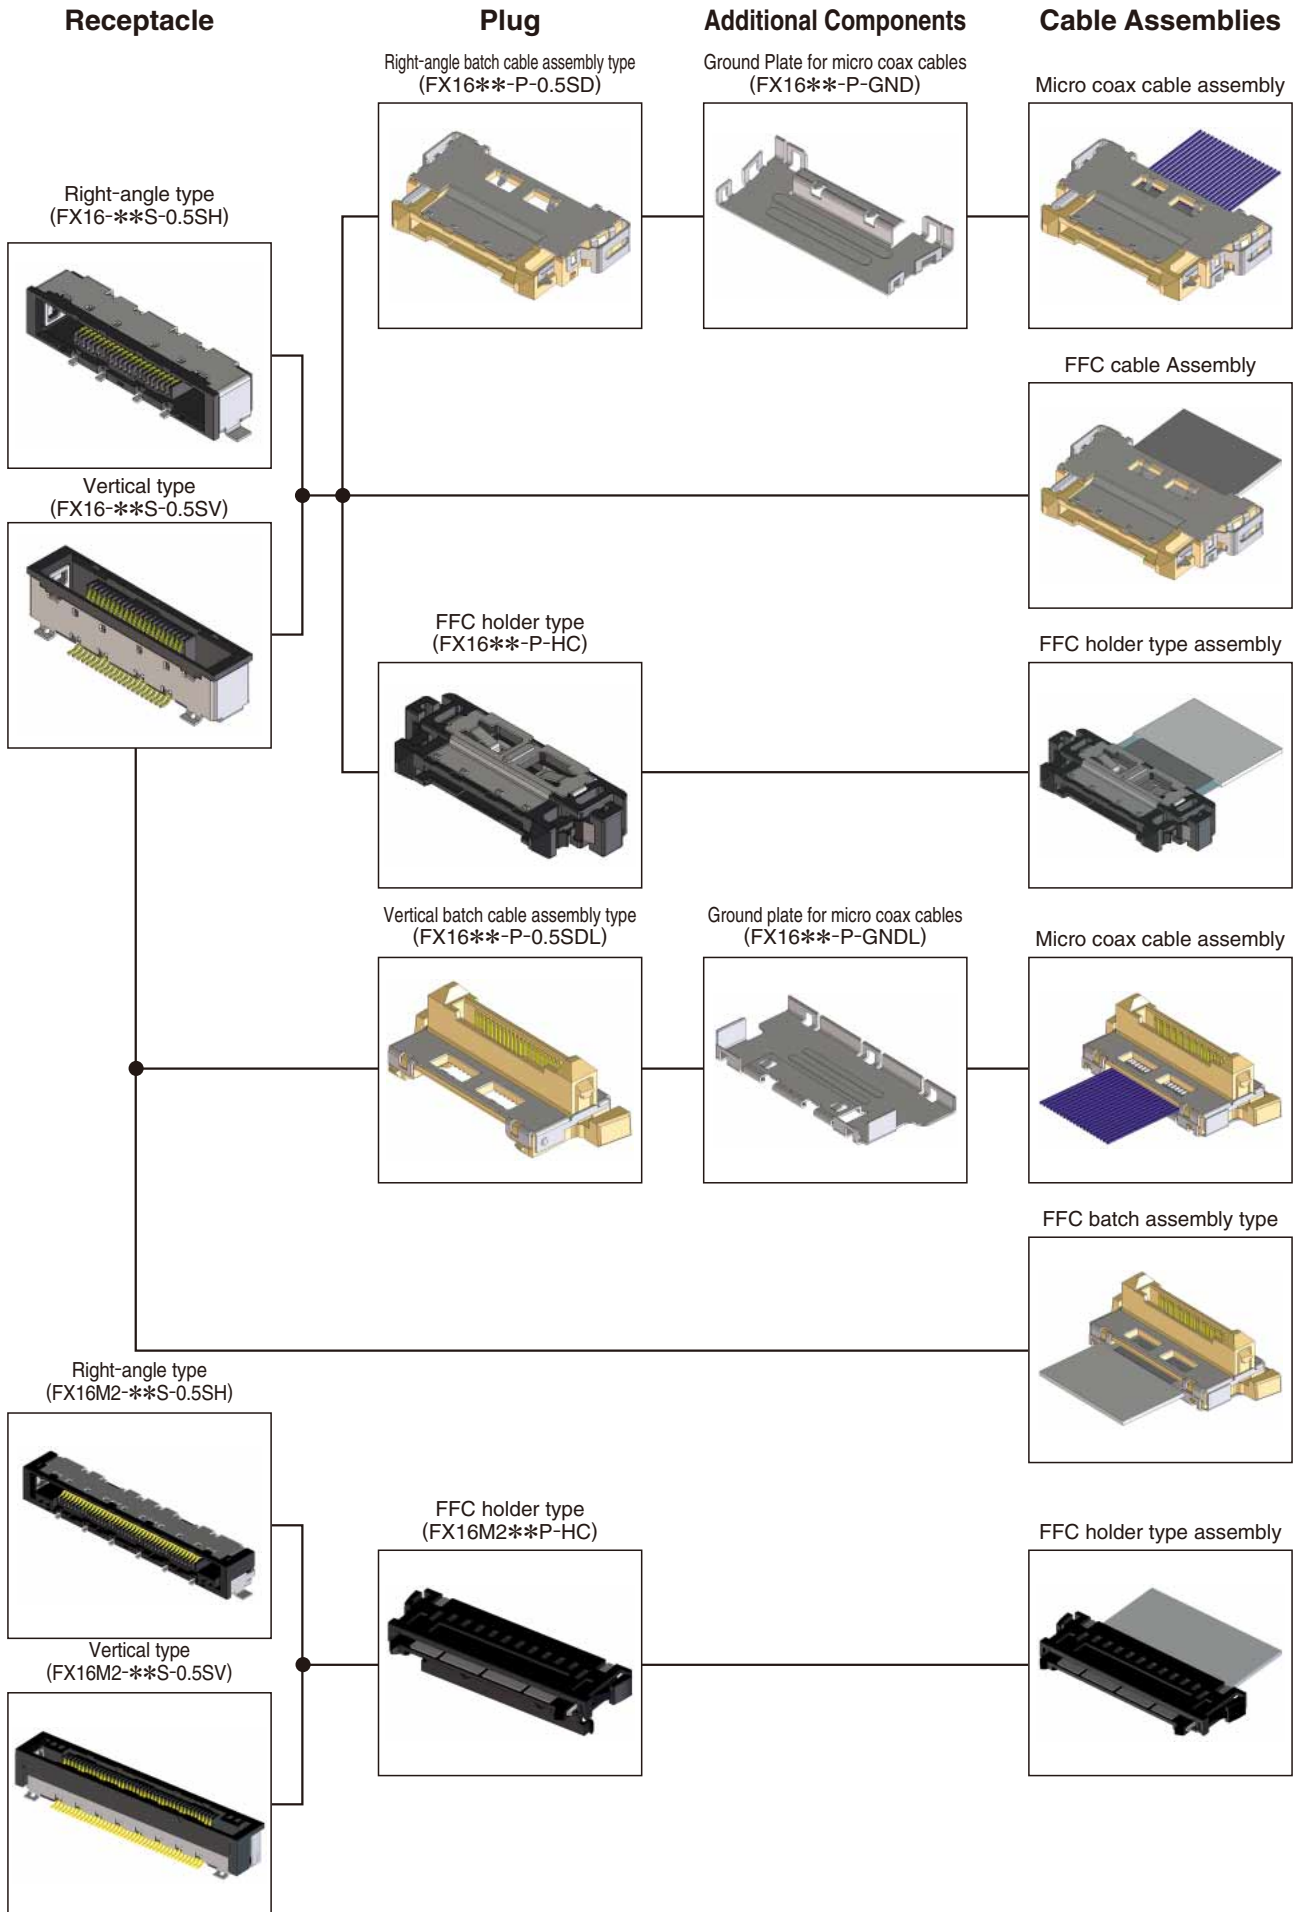 Receptacle
Plug
Additional Components
Cable Assemblies
Right-angle batch cable assembly type
(FX16**-P-0.5SD)
Ground Plate for micro coax cables
(FX16**-P-GND)
Micro coax cable assembly
Right-angle type
(FX16-**S-0.5SH)
FFC cable Assembly
Vertical type
(FX16-**S-0.5SV)
FFC holder type
(FX16**-P-HC)
FFC holder type assembly
Vertical batch cable assembly type
(FX16**-P-0.5SDL)
Ground plate for micro coax cables
(FX16**-P-GNDL)
Micro coax cable assembly
FFC batch assembly type
Right-angle type
(FX16M2-**S-0.5SH)
FFC holder type
(FX16M2**P-HC)
FFC holder type assembly
Vertical type
(FX16M2-**S-0.5SV)